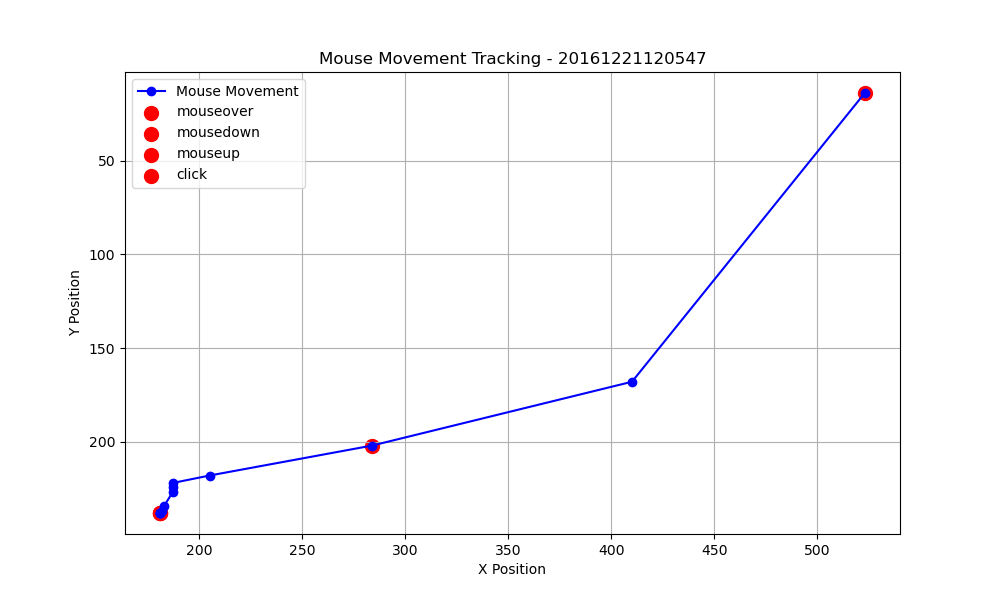 Mouse Movement Tracking - 20161221120547
Mouse Movement
mouseover
mousedown
mouseup
click
50
100
150
200
Y Position
200 250 300 350 400 450 500
X Position